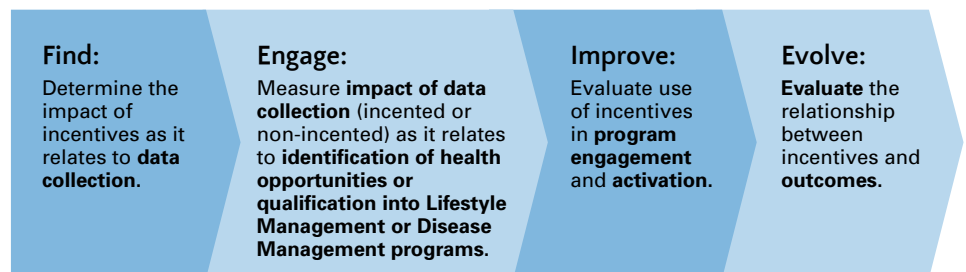 Find:
Determine the
impact of
incentives as it
relates to data
collection.
Engage:
Measure impact of data
collection (incented or
non-incented) as it relates
to identification of health
opportunities or
qualification into Lifestyle
Management or Disease
Management programs.
Improve:
Evaluate use
of incentives
in program
engagement
and activation.
Evolve:
Evaluate the
relationship
between
incentives and
outcomes.